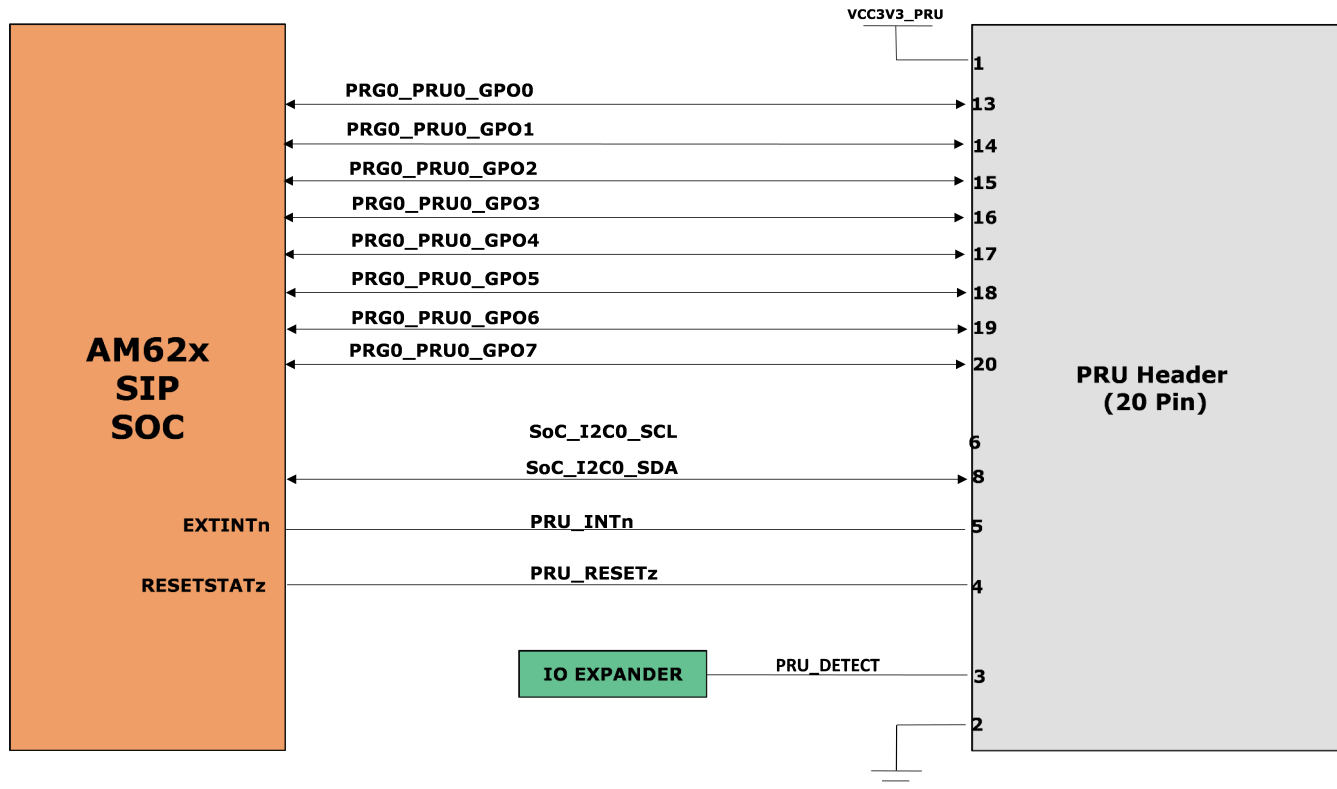 VCC3V3_PRU
1
PRG0_PRU0_GPO0
13
PRG0_PRU0_GPO1
14
PRG0_PRU0_GPO2
15
PRG0_PRU0_GPO3
16
PRG0_PRU0_GPO4
17
PRG0_PRU0_GPO5
18
PRG0_PRU0_GPO6
19
PRG0_PRU0_GPO7
20
AM62x
SIP
SOC
PRU Header
(20 Pin)
SoC_I2C0_SCL
6
SoC_I2C0_SDA
8
EXTINTn
PRU_INTn
5
RESETSTATz
PRU_RESETz
4
IO EXPANDER
PRU_DETECT
3
2